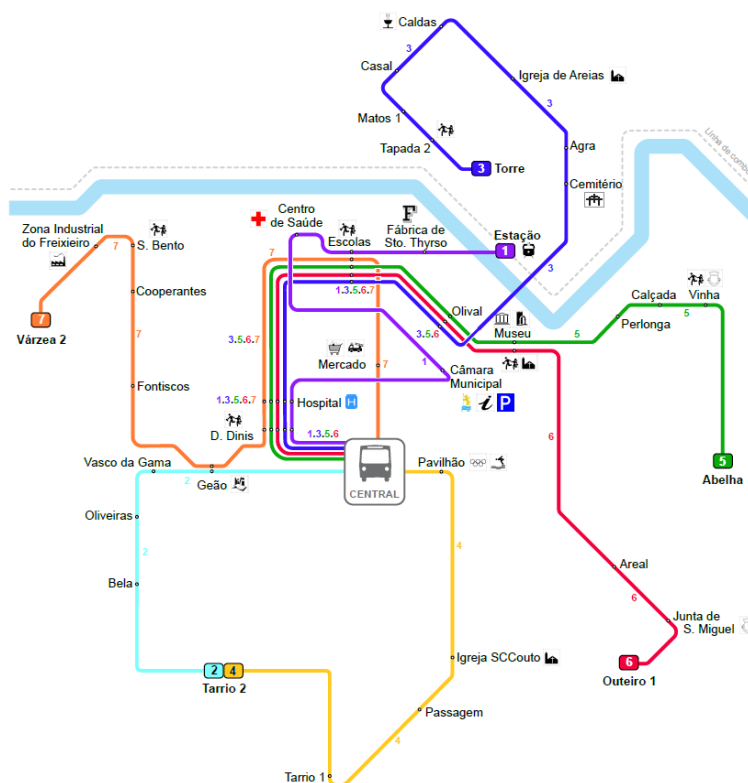 Caldas
3
Casal
Igreja de Areias
3
Matos 1
Tapada 2
3 Torre
Agra
Cemitério
Linha de
Zona Industrial
do Freixieiro
7
S. Bento
Centro
de Saúde
Escolas
F
Fábrica de
Sto. Thyrso
Estação
1
7
1.3.5.6.7
3
Cooperantes
7
Várzea 2
7
3.5.6.7
Olival
3.5.6
Museu
Calçada
Vinha
5
Perlonga
5
Mercado
7
1
Câmara
Municipal
i P
Fontiscos
1.3.5.6.7
Hospital H
D. Dinis
1.3.5.6
6
Vasco da Gama
2
Geão
CENTRAL
Pavilhão
5
Abelha
Oliveiras
2
4
Bela
Areal
6
Junta de
S. Miguel
2 4
Tarrio 2
Igreja SCCouto
6
Outeiro 1
Passagem
4
Tarrio 1